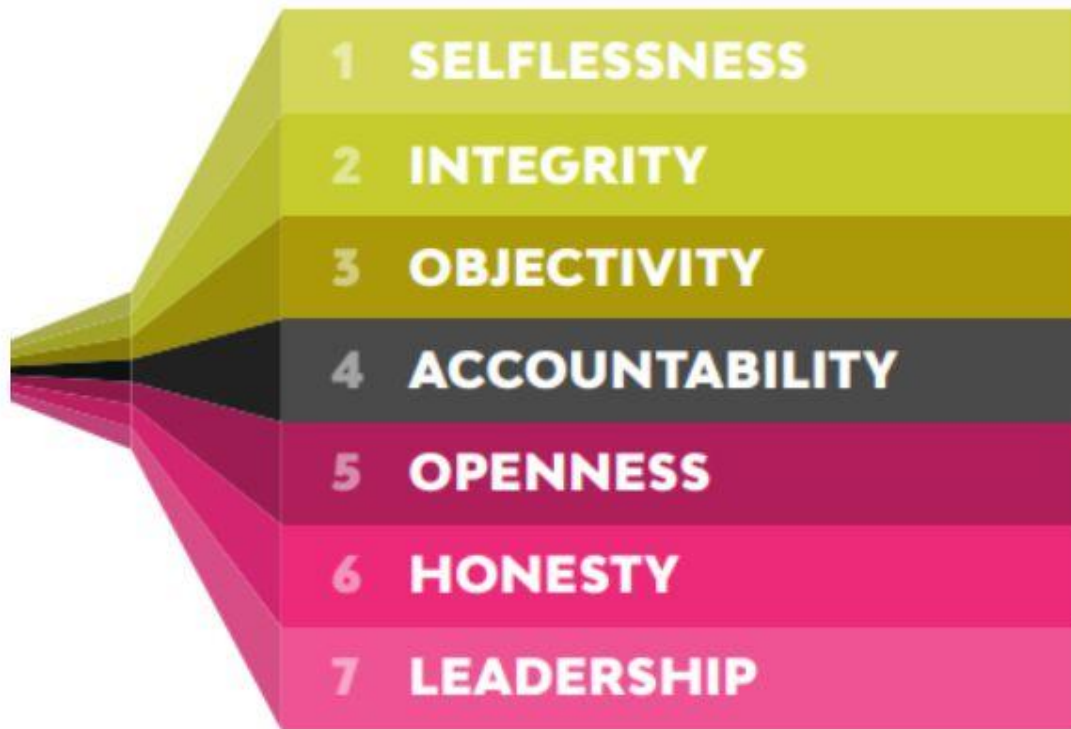 1 SELFLESSNESS
2 INTEGRITY
3 OBJECTIVITY
4 ACCOUNTABILITY
5 OPENNESS
6 HONESTY
7 LEADERSHIP